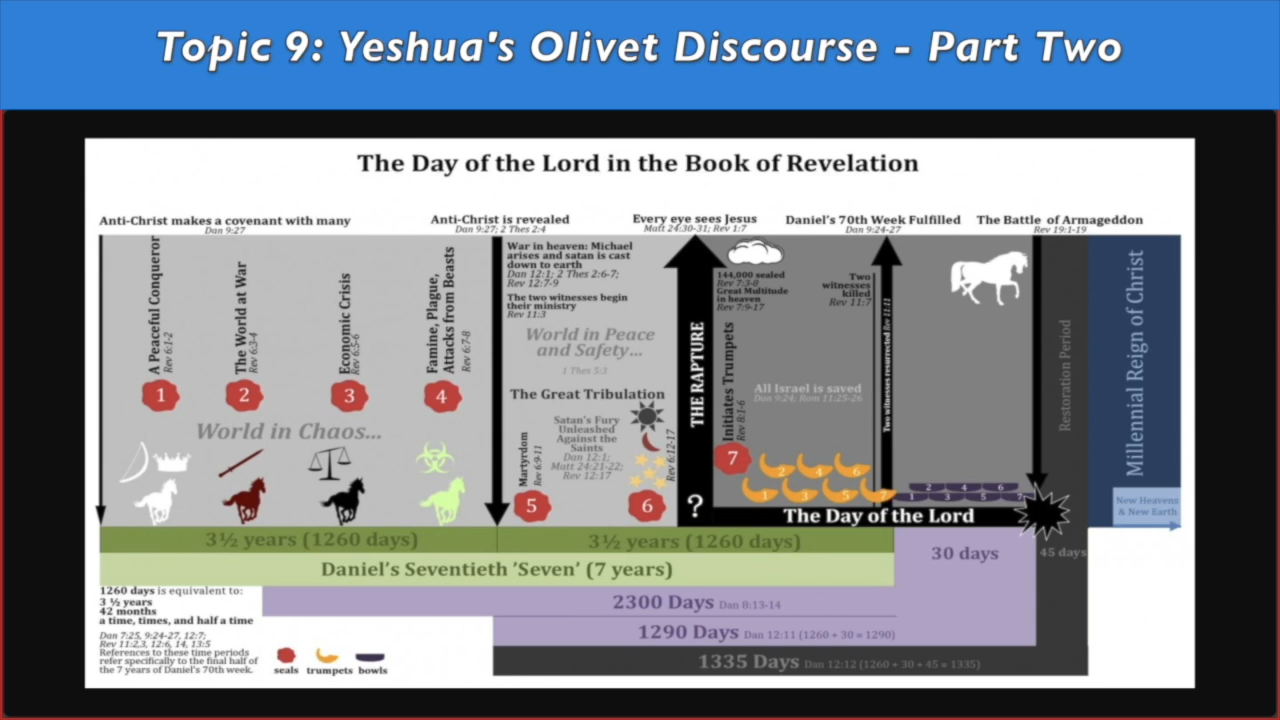 Topic 9: Yeshua's Olivet Discourse - Part Two
The Day of the Lord in the Book of Revelation
Anti-Christ makes a covenant with many
Dan 9:27
Anti-Christ is revealed
Dan 9:27; 2 Thes 2:4
Every eye sees Jesus
Matt 24:30-31; Rev 1:7
Daniel's 70th Week Fulfilled
Dan 9:24-27
The Battle of Armageddon
Rev 19:1-19
A Peaceful Conqueror
Rev 6:1-2
1
The World at War
Rev 6:3-4
2
Economic Crisis
Rev 6:5-6
3
Famine, Plague,
Attacks from Beasts
Rev 6:7-8
4
World in Chaos...
War in heaven: Michael
arises and satan is cast
down to earth
Dan 12:1; 2 Thes 2:6-7;
Rev 12:7-9
The two witnesses begin
their ministry
Rev 11:3
World in Peace
and Safety...
1 Thes 5:3
The Great Tribulation
Martyrdom
Rev 6:9-11
5
Satan's Fury
Unleashed
Against the
Saints
Dan 12:1;
Matt 24:21-22;
Rev 12:17
Rev 6:12-17
6
THE RAPTURE
?
144,000 sealed
Rev 7:3-8
Great Multitude
in heaven
Rev 7:9-17
Initiates Trumpets
Rev 8:1-6
7
Two
witnesses
killed
Rev 11:7
All Israel is saved
Dan 9:24; Rom 11:25-26
Two witnesses resurrected Rev 11:11
2 4 6
1 3 5 7
2 4 6
1 3 5 7
The Day of the Lord
Restoration Period
Millennial Reign of Christ
New Heavens
& New Earth
3½ years (1260 days)
3½ years (1260 days)
30 days
45 days
Daniel's Seventieth 'Seven' (7 years)
2300 Days Dan 8:13-14
1290 Days Dan 12:11 (1260 + 30 = 1290)
1335 Days Dan 12:12 (1260 + 30 + 45 = 1335)
1260 days is equivalent to:
3 ½ years
42 months
a time, times, and half a time
Dan 7:25, 9:24-27, 12:7;
Rev 11:2,3, 12:6, 14, 13:5
References to these time periods
refer specifically to the final half of
the 7 years of Daniel's 70th week.
seals trumpets bowls